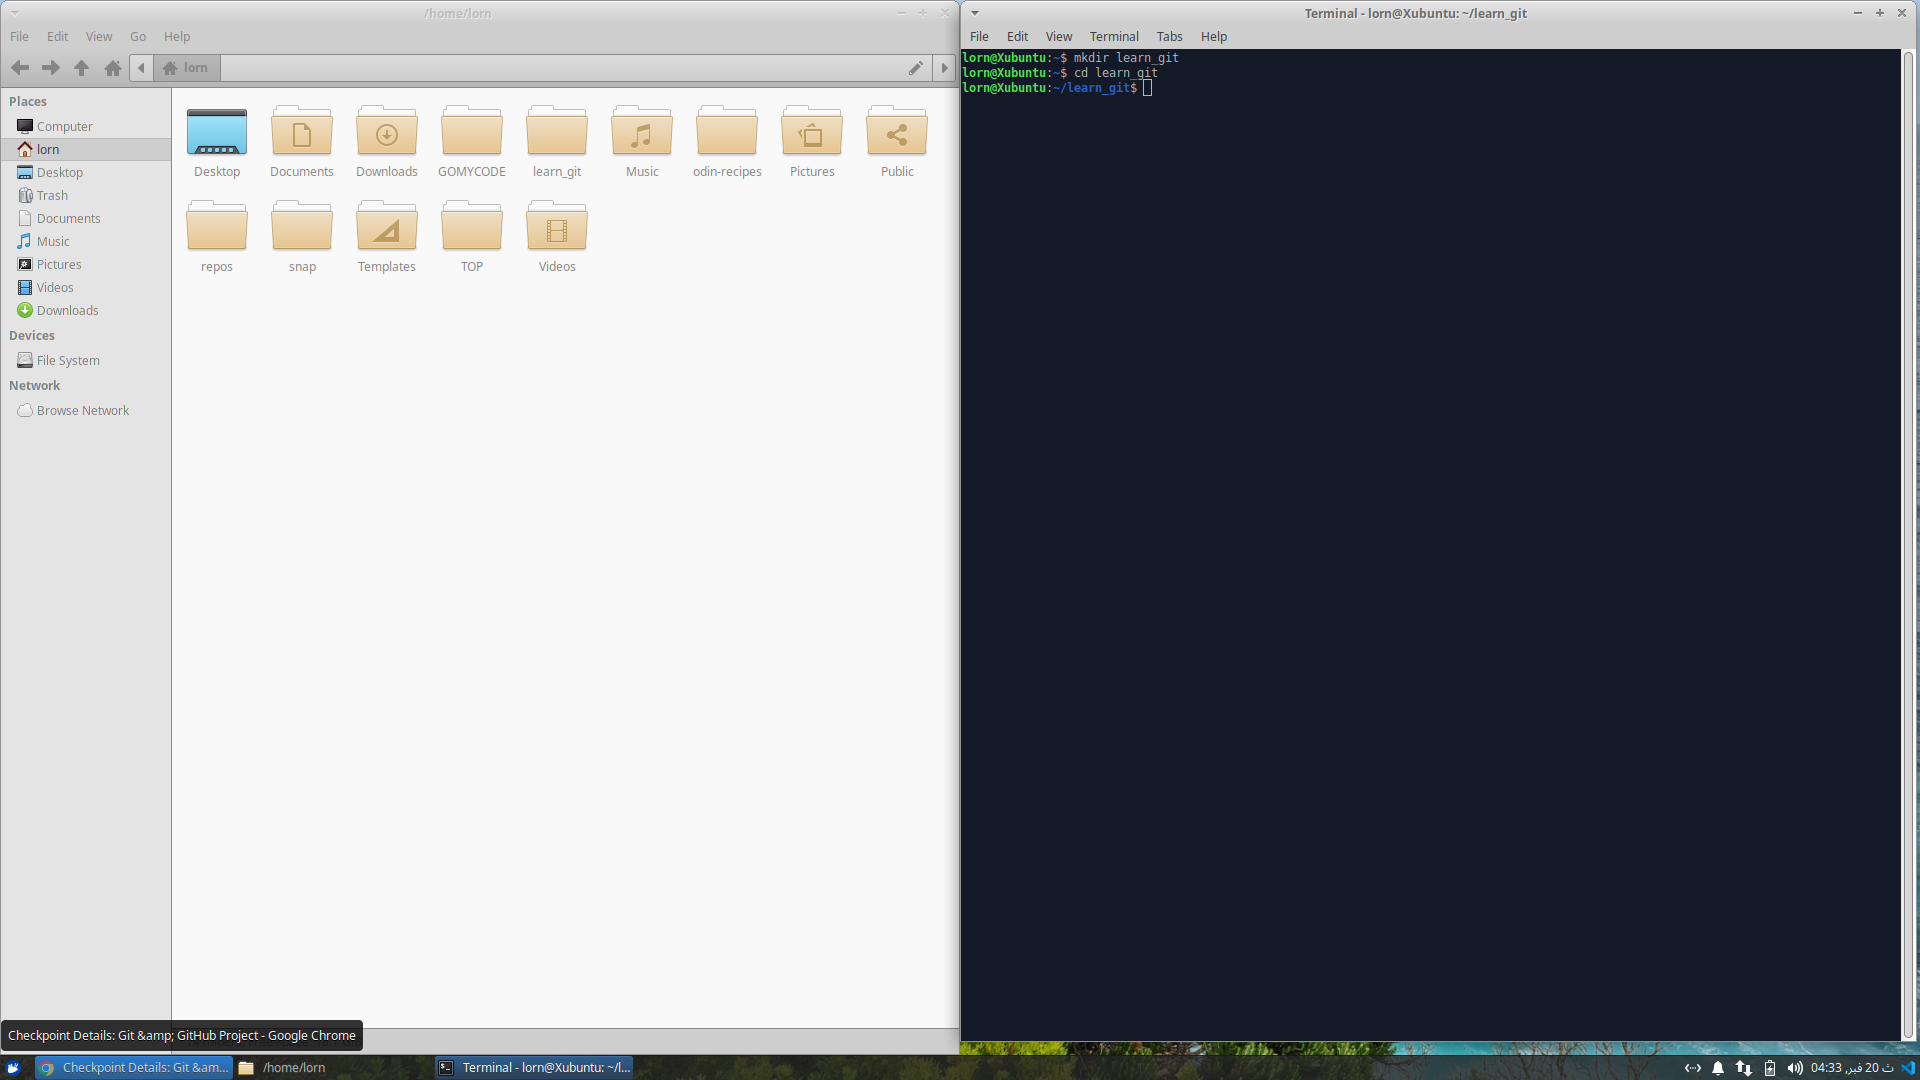 /home/lorn
File Edit View Go Help
lorn
Places
Computer
lorn
Desktop
Trash
Documents
Music
Pictures
Videos
Downloads
Devices
File System
Network
Browse Network
Desktop Documents Downloads GOMYCODE learn_git Music odin-recipes Pictures Public
repos snap Templates TOP Videos
Terminal - lorn@Xubuntu: ~/learn_git
File Edit View Terminal Tabs Help
lorn@Xubuntu:~$ mkdir learn_git
lorn@Xubuntu:~$ cd learn_git
lorn@Xubuntu:~/learn_git$
Checkpoint Details: Git &amp; GitHub Project - Google Chrome
Checkpoint Details: Git &am... /home/lorn Terminal - lorn@Xubuntu: ~/l... ث 20 فبر, 04:33